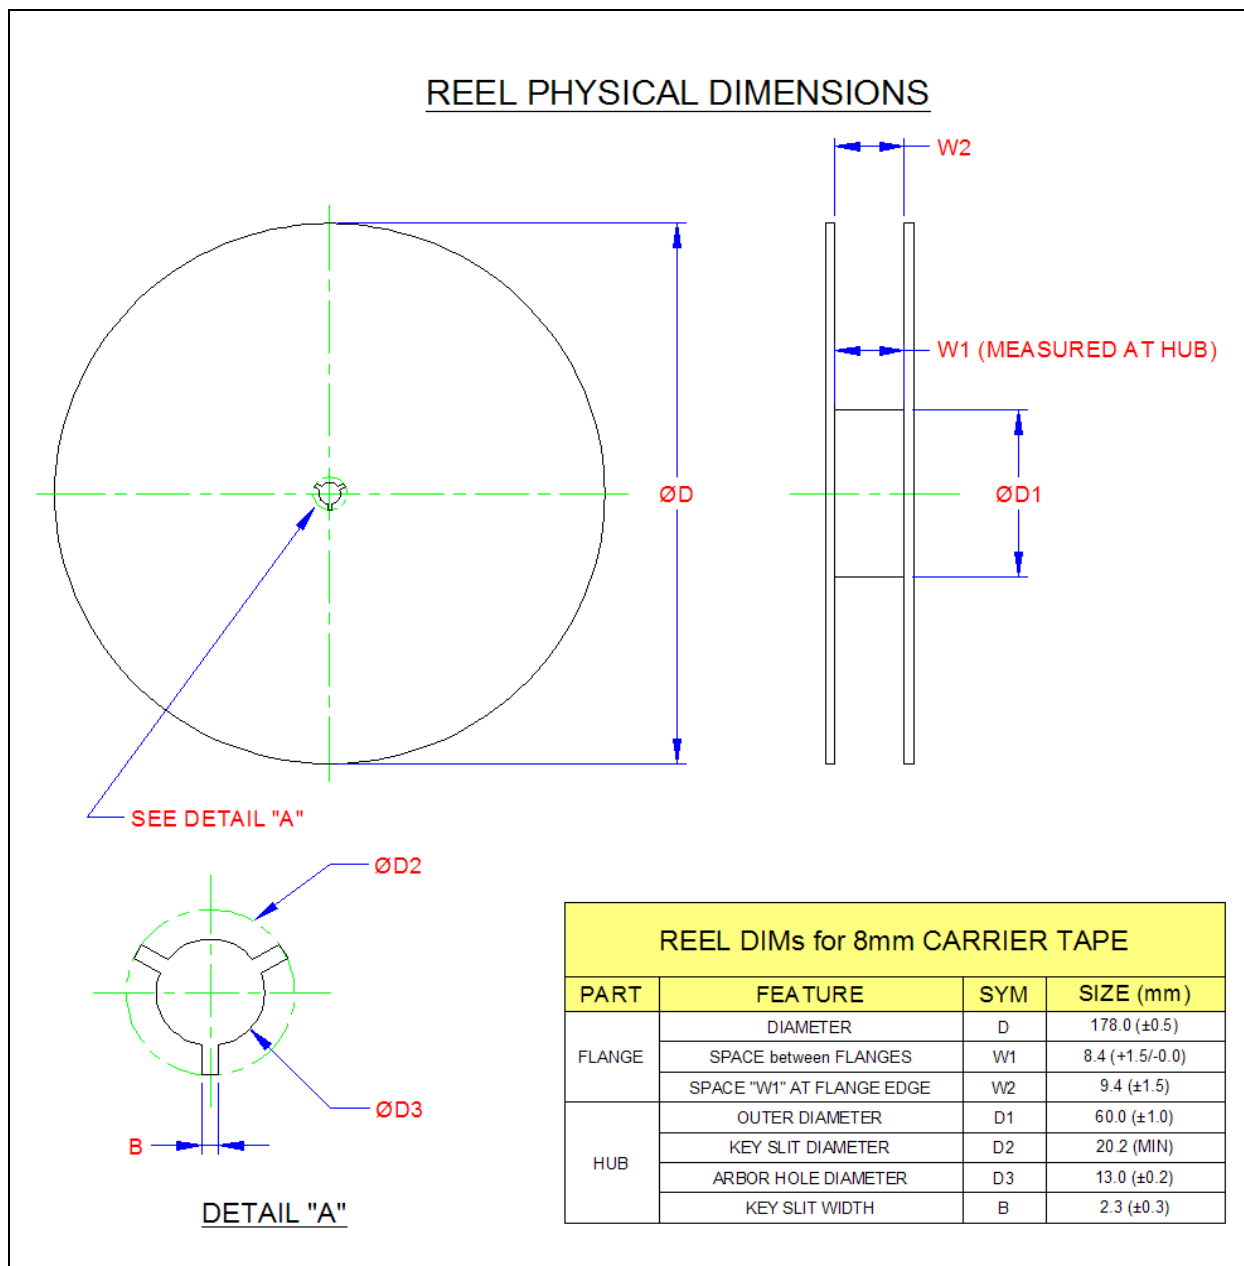 REEL PHYSICAL DIMENSIONS
W2
W1 (MEASURED AT HUB)
ØD
ØD1
SEE DETAIL "A"
ØD2
ØD3
B
DETAIL "A"
REEL DIMs for 8mm CARRIER TAPE
PART FEATURE SYM SIZE (mm)
FLANGE
DIAMETER D 178.0 (±0.5)
SPACE between FLANGES W1 8.4 (+1.5/-0.0)
SPACE "W1" AT FLANGE EDGE W2 9.4 (±1.5)
HUB
OUTER DIAMETER D1 60.0 (±1.0)
KEY SLIT DIAMETER D2 20.2 (MIN)
ARBOR HOLE DIAMETER D3 13.0 (±0.2)
KEY SLIT WIDTH B 2.3 (±0.3)